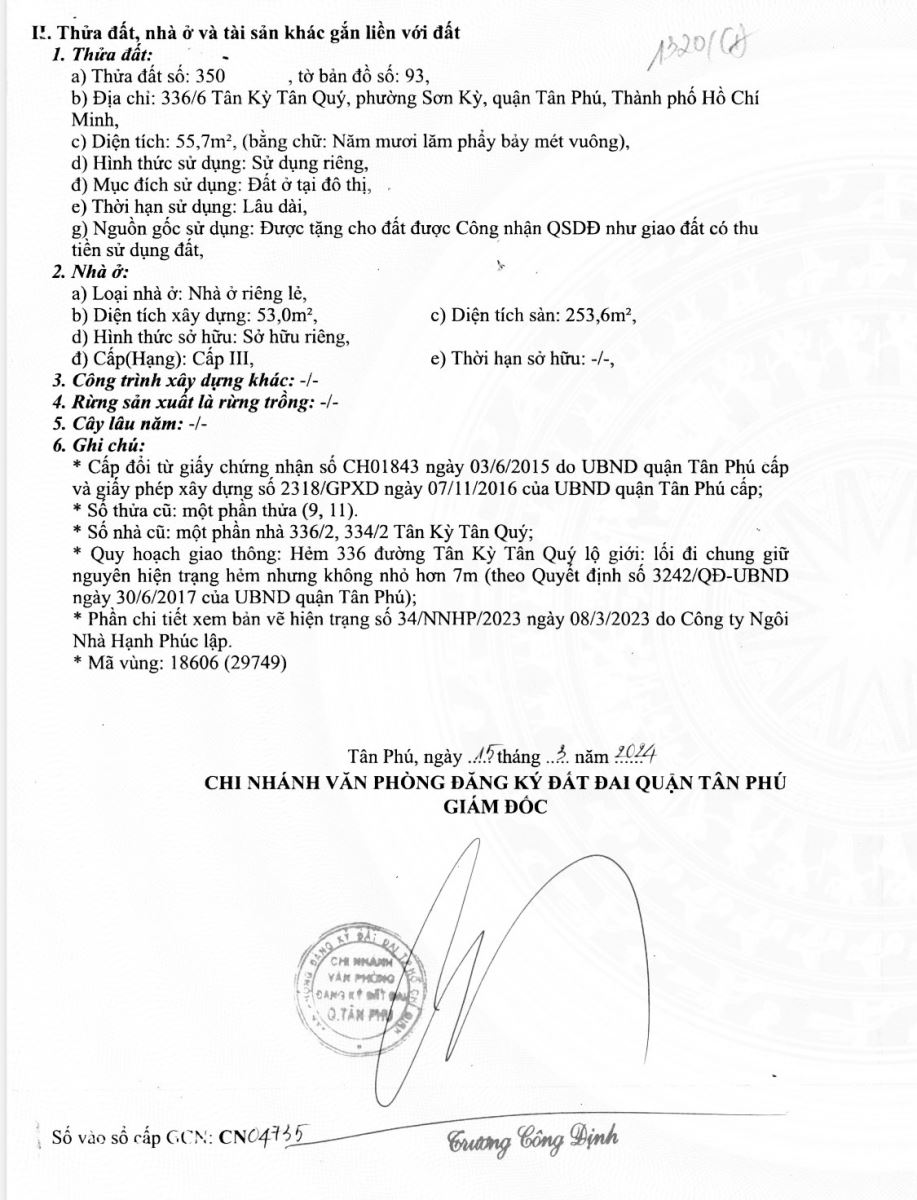 II. Thửa đất, nhà ở và tài sản khác gắn liền với đất
1320/(A)
1. Thửa đất:
a) Thửa đất số: 350 , tờ bản đồ số: 93,
b) Địa chỉ: 336/6 Tân Kỳ Tân Quý, phường Sơn Kỳ, quận Tân Phú, Thành phố Hồ Chí
Minh,
c) Diện tích: 55,7m², (bằng chữ: Năm mươi lăm phẩy bảy mét vuông),
d) Hình thức sử dụng: Sử dụng riêng,
đ) Mục đích sử dụng: Đất ở tại đô thị,
e) Thời hạn sử dụng: Lâu dài,
g) Nguồn gốc sử dụng: Được tặng cho đất được Công nhận QSDĐ như giao đất có thu
tiền sử dụng đất,
2. Nhà ở:
a) Loại nhà ở: Nhà ở riêng lẻ,
b) Diện tích xây dựng: 53,0m², c) Diện tích sàn: 253,6m²,
d) Hình thức sở hữu: Sở hữu riêng,
đ) Cấp(Hạng): Cấp III, e) Thời hạn sở hữu: -/-,
3. Công trình xây dựng khác: -/-
4. Rừng sản xuất là rừng trồng: -/-
5. Cây lâu năm: -/-
6. Ghi chú:
* Cấp đổi từ giấy chứng nhận số CH01843 ngày 03/6/2015 do UBND quận Tân Phú cấp
và giấy phép xây dựng số 2318/GPXD ngày 07/11/2016 của UBND quận Tân Phú cấp;
* Số thửa cũ: một phần thửa (9, 11).
* Số nhà cũ: một phần nhà 336/2, 334/2 Tân Kỳ Tân Quý;
* Quy hoạch giao thông: Hẻm 336 đường Tân Kỳ Tân Quý lộ giới: lối đi chung giữ
nguyên hiện trạng hẻm nhưng không nhỏ hơn 7m (theo Quyết định số 3242/QĐ-UBND
ngày 30/6/2017 của UBND quận Tân Phú);
* Phần chi tiết xem bản vẽ hiện trạng số 34/NNHP/2023 ngày 08/3/2023 do Công ty Ngôi
Nhà Hạnh Phúc lập.
* Mã vùng: 18606 (29749)
Tân Phú, ngày 15 tháng 3 năm 2024
CHI NHÁNH VĂN PHÒNG ĐĂNG KÝ ĐẤT ĐAI QUẬN TÂN PHÚ
GIÁM ĐỐC
VĂN PHÒNG ĐĂNG KÝ ĐẤT ĐAI TP HỒ CHÍ MINH
CHI NHÁNH
VĂN PHÒNG
ĐĂNG KÝ ĐẤT ĐAI
Q.TÂN PHÚ
Số vào sổ cấp GCN: CN04735
Trương Công Định